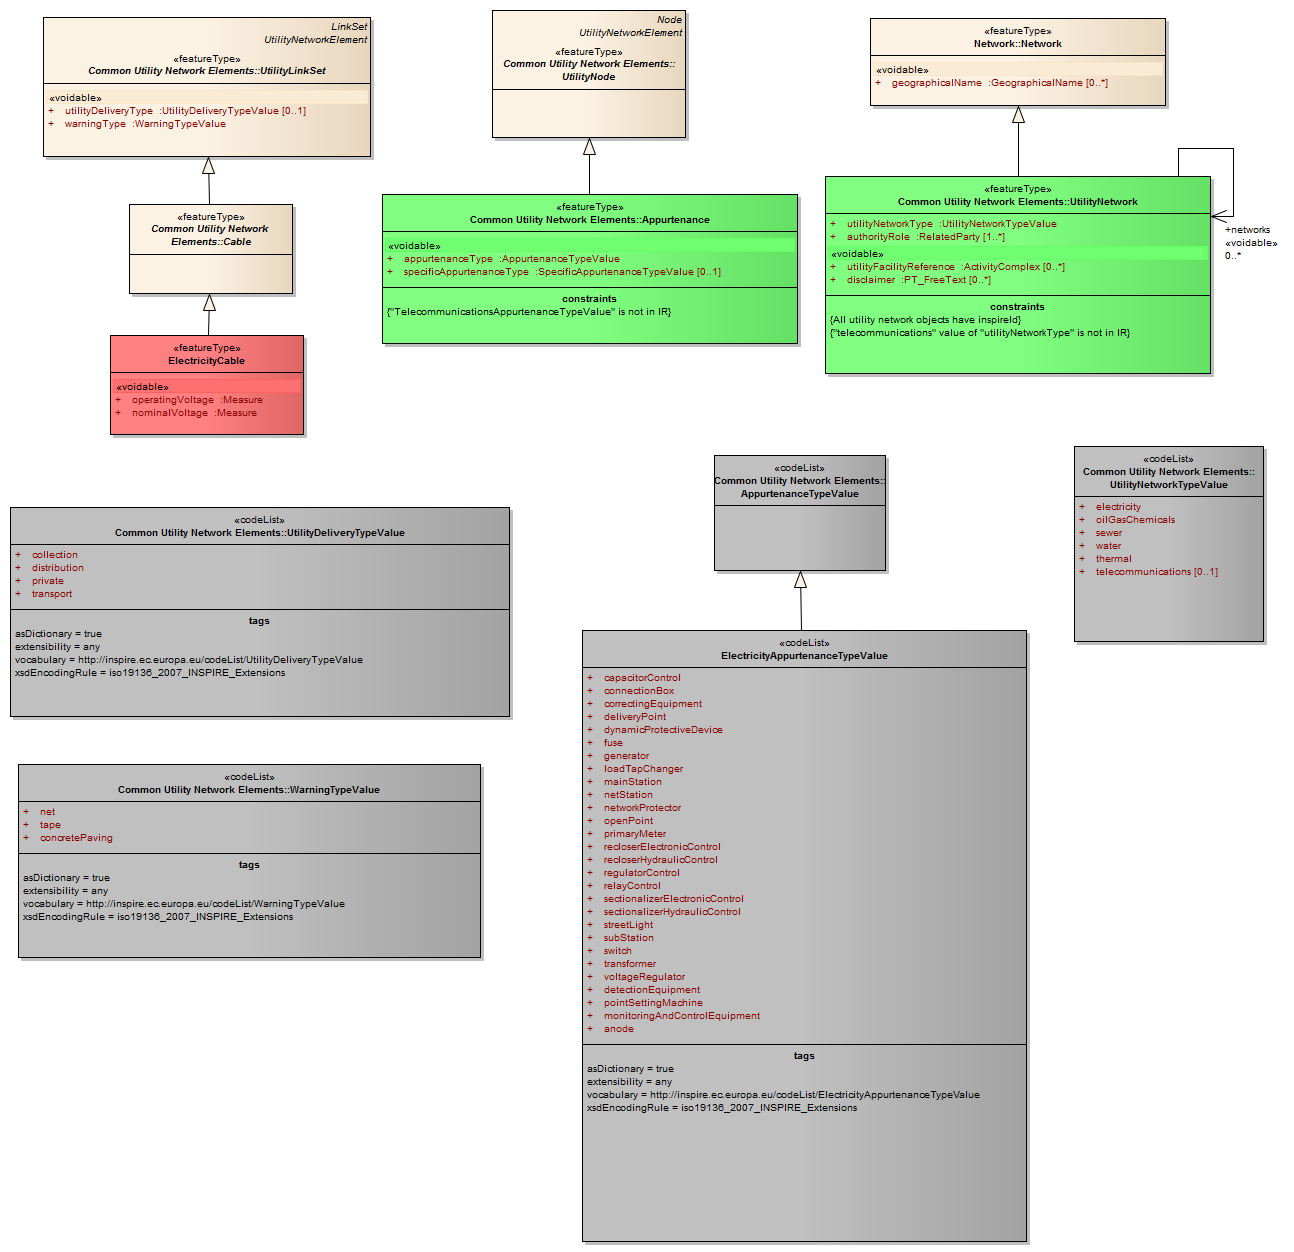 LinkSet
UtilityNetworkElement
«featureType»
Common Utility Network Elements::UtilityLinkSet
«voidable»
+ utilityDeliveryType :UtilityDeliveryTypeValue [0..1]
+ warningType :WarningTypeValue
«featureType»
Common Utility Network
Elements::Cable
«featureType»
ElectricityCable
«voidable»
+ operatingVoltage :Measure
+ nominalVoltage :Measure
Node
UtilityNetworkElement
«featureType»
Common Utility Network Elements::
UtilityNode
«featureType»
Common Utility Network Elements::Appurtenance
«voidable»
+ appurtenanceType :AppurtenanceTypeValue
+ specificAppurtenanceType :SpecificAppurtenanceTypeValue [0..1]
constraints
{"TelecommunicationsAppurtenanceTypeValue" is not in IR}
«featureType»
Network::Network
«voidable»
+ geographicalName :GeographicalName [0..*]
«featureType»
Common Utility Network Elements::UtilityNetwork
+ utilityNetworkType :UtilityNetworkTypeValue
+ authorityRole :RelatedParty [1..*]
«voidable»
+ utilityFacilityReference :ActivityComplex [0..*]
+ disclaimer :PT_FreeText [0..*]
constraints
{All utility network objects have inspireId}
{"telecommunications" value of "utilityNetworkType" is not in IR}
+networks
«voidable»
0..*
«codeList»
Common Utility Network Elements::UtilityDeliveryTypeValue
+ collection
+ distribution
+ private
+ transport
tags
asDictionary = true
extensibility = any
vocabulary = http://inspire.ec.europa.eu/codeList/UtilityDeliveryTypeValue
xsdEncodingRule = iso19136_2007_INSPIRE_Extensions
«codeList»
Common Utility Network Elements::WarningTypeValue
+ net
+ tape
+ concretePaving
tags
asDictionary = true
extensibility = any
vocabulary = http://inspire.ec.europa.eu/codeList/WarningTypeValue
xsdEncodingRule = iso19136_2007_INSPIRE_Extensions
«codeList»
Common Utility Network Elements::
AppurtenanceTypeValue
«codeList»
ElectricityAppurtenanceTypeValue
+ capacitorControl
+ connectionBox
+ correctingEquipment
+ deliveryPoint
+ dynamicProtectiveDevice
+ fuse
+ generator
+ loadTapChanger
+ mainStation
+ netStation
+ networkProtector
+ openPoint
+ primaryMeter
+ recloserElectronicControl
+ recloserHydraulicControl
+ regulatorControl
+ relayControl
+ sectionalizerElectronicControl
+ sectionalizerHydraulicControl
+ streetLight
+ subStation
+ switch
+ transformer
+ voltageRegulator
+ detectionEquipment
+ pointSettingMachine
+ monitoringAndControlEquipment
+ anode
tags
asDictionary = true
extensibility = any
vocabulary = http://inspire.ec.europa.eu/codeList/ElectricityAppurtenanceTypeValue
xsdEncodingRule = iso19136_2007_INSPIRE_Extensions
«codeList»
Common Utility Network Elements::
UtilityNetworkTypeValue
+ electricity
+ oilGasChemicals
+ sewer
+ water
+ thermal
+ telecommunications [0..1]